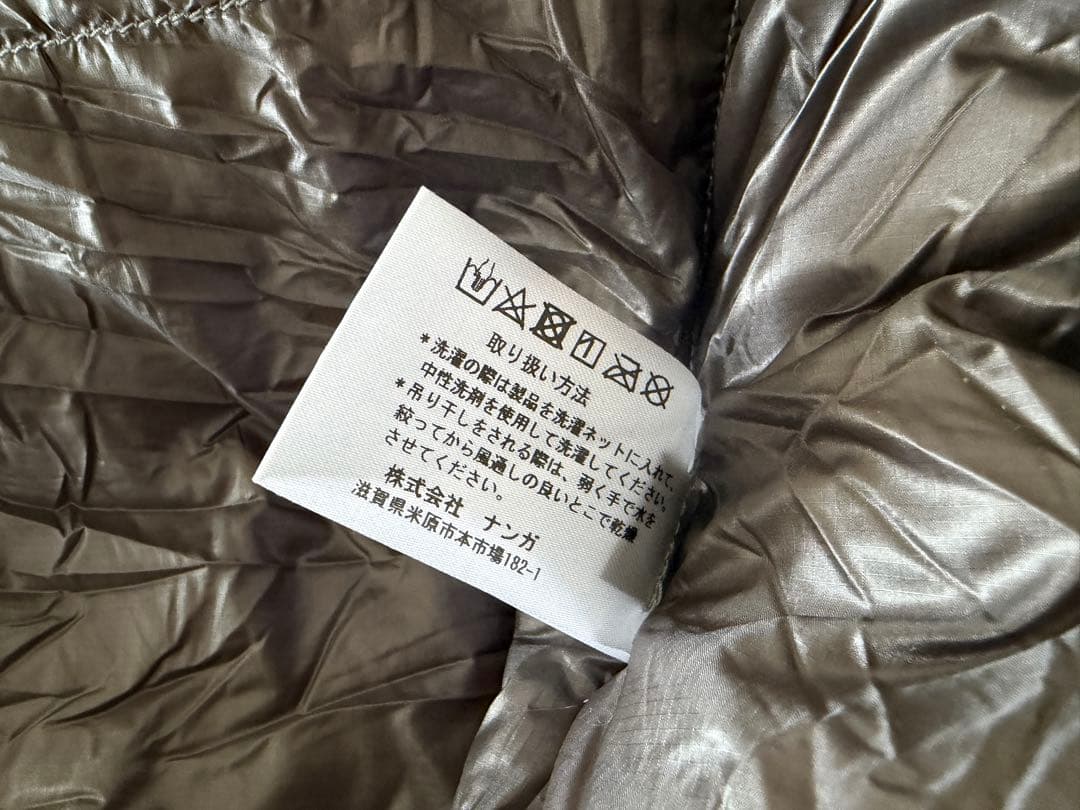 取り扱い方法
*洗濯の際は製品を洗濯ネットに入れて、
中性洗剤を使用して洗濯してください。
*吊り干しをされる際は、弱く手で水を
絞ってから風通しの良いとこで乾燥
させてください。
株式会社 ナンガ
滋賀県米原市本市場182-1